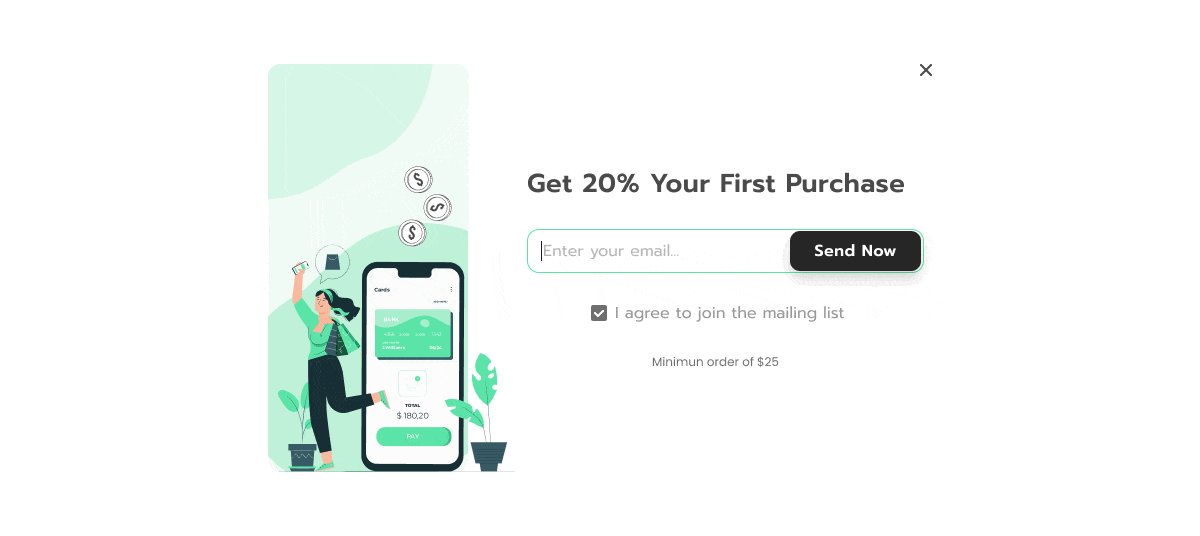 Get 20% Your First Purchase
Enter your email...
Send Now
I agree to join the mailing list
Minimun order of $25
Cards
TOTAL
$ 180,20
PAY